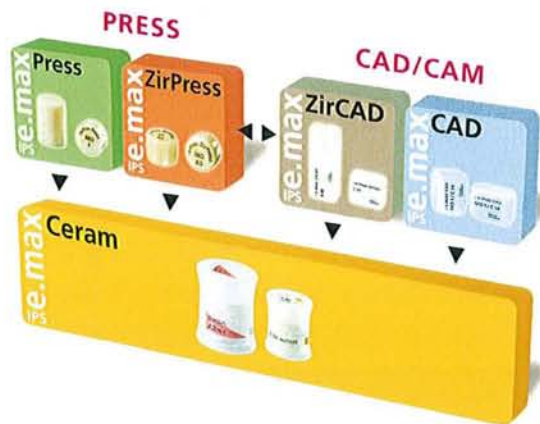 PRESS
CAD/CAM
IPS e.max Press
IPS e.max ZirPress
IPS e.max ZirCAD
IPS e.max CAD
IPS e.max Ceram